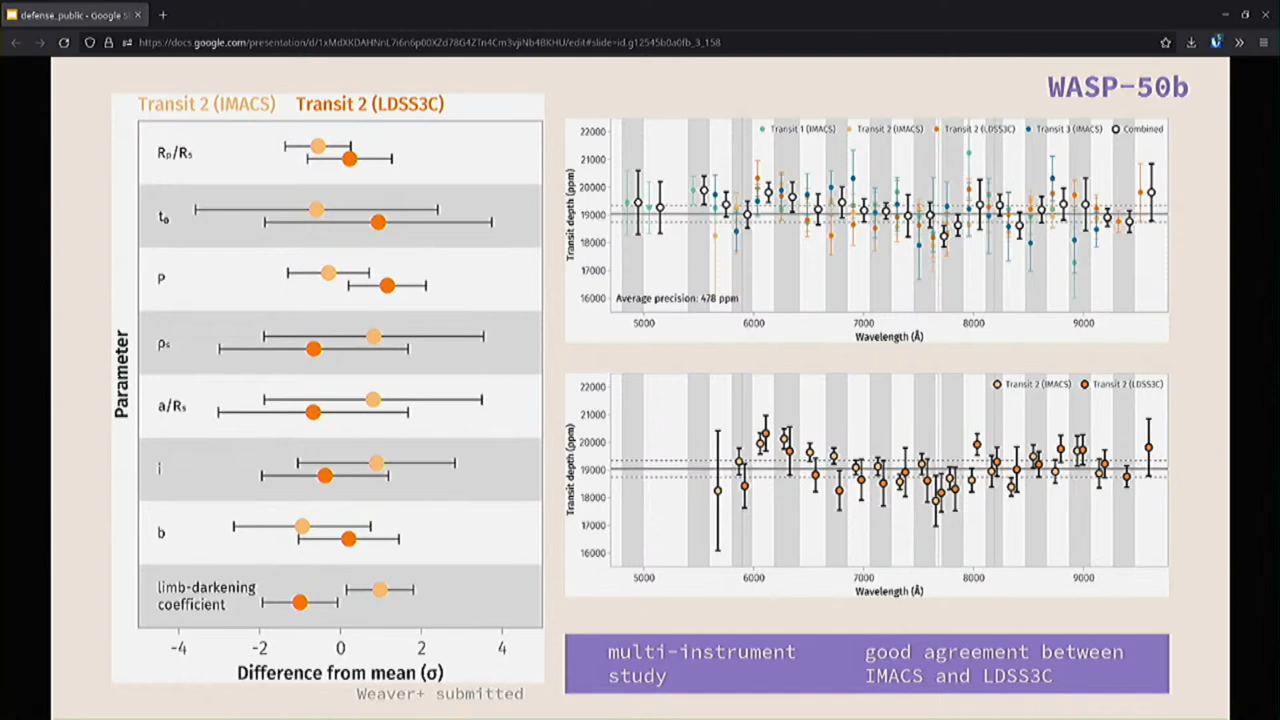 defense_public - Google Sl
https://docs.google.com/presentation/d/1xMdXKDAHNnL7i6n6p00XZd78G4ZTn4Cm3vjiNb4BKHU/edit#slide=id.g12545b0a0fb_3_158
WASP-50b
Transit 2 (IMACS) Transit 2 (LDSS3C)
Rₚ/Rₛ
t₀
P
ρₛ
a/Rₛ
i
b
limb-darkening
coefficient
Parameter
-4 -2 0 2 4
Difference from mean (σ)
Weaver+ submitted
Transit 1 (IMACS) Transit 2 (IMACS) Transit 2 (LDSS3C) Transit 3 (IMACS) Combined
22000
21000
20000
19000
18000
17000
16000
Transit depth (ppm)
Average precision: 478 ppm
5000 6000 7000 8000 9000
Wavelength (Å)
Transit 2 (IMACS) Transit 2 (LDSS3C)
22000
21000
20000
19000
18000
17000
16000
Transit depth (ppm)
5000 6000 7000 8000 9000
Wavelength (Å)
multi-instrument
study
good agreement between
IMACS and LDSS3C